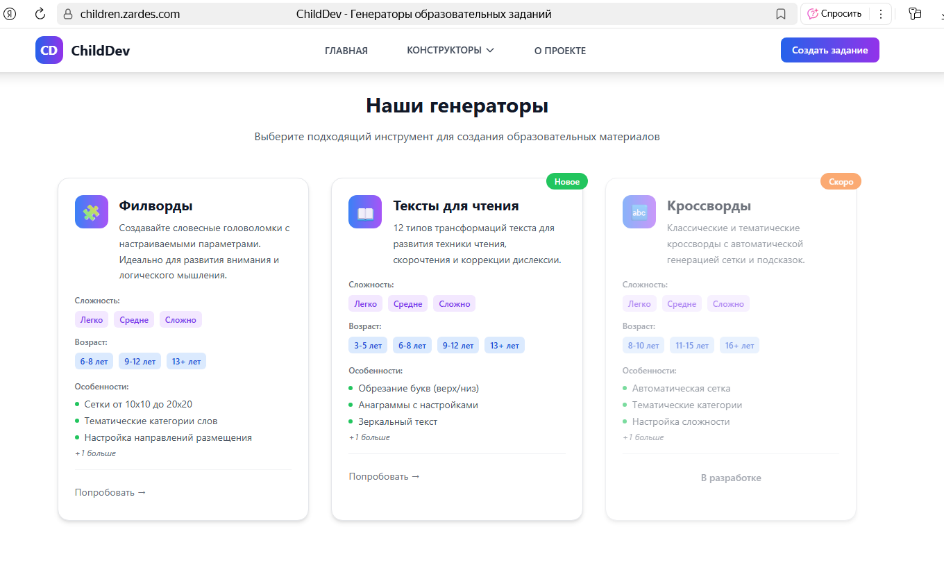 children.zardes.com ChildDev - Генераторы образовательных заданий Спросить
CD ChildDev ГЛАВНАЯ КОНСТРУКТОРЫ О ПРОЕКТЕ Создать задание
Наши генераторы
Выберите подходящий инструмент для создания образовательных материалов
Филворды
Создавайте словесные головоломки с
настраиваемыми параметрами.
Идеально для развития внимания и
логического мышления.
Сложность:
Легко Средне Сложно
Возраст:
6-8 лет 9-12 лет 13+ лет
Особенности:
Сетки от 10x10 до 20x20
Тематические категории слов
Настройка направлений размещения
+1 больше
Попробовать →
Новое
Тексты для чтения
12 типов трансформаций текста для
развития техники чтения,
скорочтения и коррекции дислексии.
Сложность:
Легко Средне Сложно
Возраст:
3-5 лет 6-8 лет 9-12 лет 13+ лет
Особенности:
Обрезание букв (верх/низ)
Анаграммы с настройками
Зеркальный текст
+1 больше
Попробовать →
Скоро
abc
Кроссворды
Классические и тематические
кроссворды с автоматической
генерацией сетки и подсказок.
Сложность:
Легко Средне Сложно
Возраст:
8-10 лет 11-15 лет 16+ лет
Особенности:
Автоматическая сетка
Тематические категории
Настройка сложности
+1 больше
В разработке